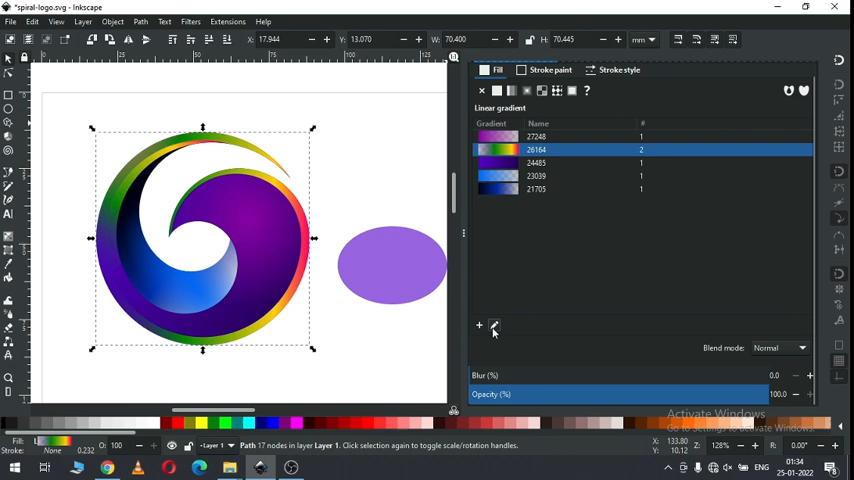 *spiral-logo.svg - Inkscape
File Edit View Layer Object Path Text Filters Extensions Help
X: 17.944 Y: 13.070 W: 70.400 H: 70.445 mm
Fill Stroke paint Stroke style
?
Linear gradient
Gradient Name #
27248 1
26164 2
24485 1
23039 1
21705 1
Blend mode: Normal
Blur (%) 0.0
Opacity (%) 100.0
Activate Windows
Go to Settings to activate Windows.
Fill: Stroke: None 0.232 O: 100 Layer 1 Path 17 nodes in layer Layer 1. Click selection again to toggle scale/rotation handles. X: 133.80 Y: 10.12 Z: 128% R: 0.00°
ENG 01:34 25-01-2022